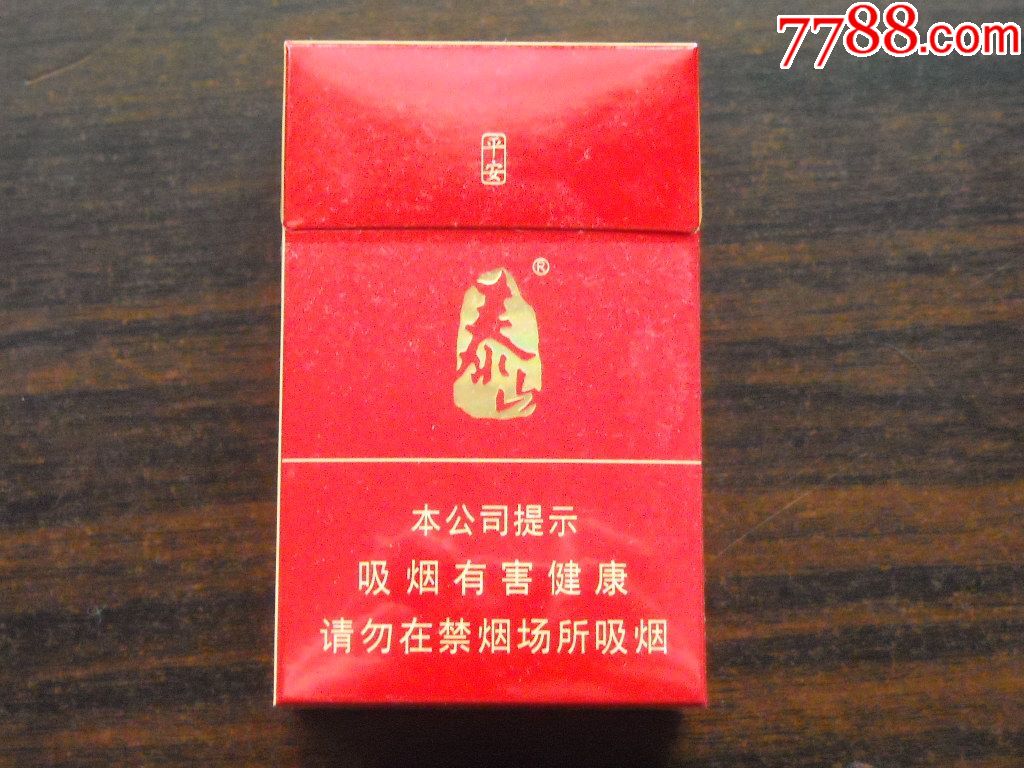 7788.com
平安
泰山®
本公司提示
吸烟有害健康
请勿在禁烟场所吸烟